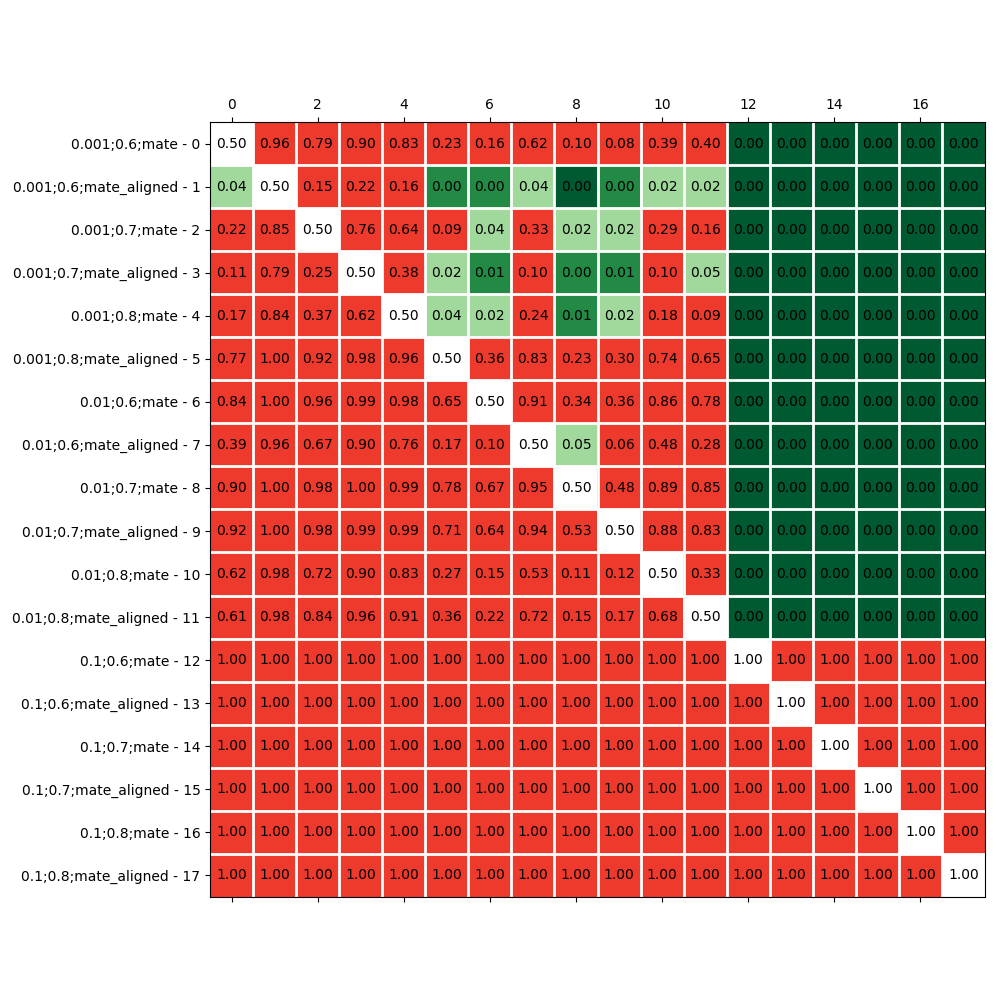 0 2 4 6 8 10 12 14 16
0.001;0.6;mate - 0 0.50 0.96 0.79 0.90 0.83 0.23 0.16 0.62 0.10 0.08 0.39 0.40 0.00 0.00 0.00 0.00 0.00 0.00
0.001;0.6;mate_aligned - 1 0.04 0.50 0.15 0.22 0.16 0.00 0.00 0.04 0.00 0.00 0.02 0.02 0.00 0.00 0.00 0.00 0.00 0.00
0.001;0.7;mate - 2 0.22 0.85 0.50 0.76 0.64 0.09 0.04 0.33 0.02 0.02 0.29 0.16 0.00 0.00 0.00 0.00 0.00 0.00
0.001;0.7;mate_aligned - 3 0.11 0.79 0.25 0.50 0.38 0.02 0.01 0.10 0.00 0.01 0.10 0.05 0.00 0.00 0.00 0.00 0.00 0.00
0.001;0.8;mate - 4 0.17 0.84 0.37 0.62 0.50 0.04 0.02 0.24 0.01 0.02 0.18 0.09 0.00 0.00 0.00 0.00 0.00 0.00
0.001;0.8;mate_aligned - 5 0.77 1.00 0.92 0.98 0.96 0.50 0.36 0.83 0.23 0.30 0.74 0.65 0.00 0.00 0.00 0.00 0.00 0.00
0.01;0.6;mate - 6 0.84 1.00 0.96 0.99 0.98 0.65 0.50 0.91 0.34 0.36 0.86 0.78 0.00 0.00 0.00 0.00 0.00 0.00
0.01;0.6;mate_aligned - 7 0.39 0.96 0.67 0.90 0.76 0.17 0.10 0.50 0.05 0.06 0.48 0.28 0.00 0.00 0.00 0.00 0.00 0.00
0.01;0.7;mate - 8 0.90 1.00 0.98 1.00 0.99 0.78 0.67 0.95 0.50 0.48 0.89 0.85 0.00 0.00 0.00 0.00 0.00 0.00
0.01;0.7;mate_aligned - 9 0.92 1.00 0.98 0.99 0.99 0.71 0.64 0.94 0.53 0.50 0.88 0.83 0.00 0.00 0.00 0.00 0.00 0.00
0.01;0.8;mate - 10 0.62 0.98 0.72 0.90 0.83 0.27 0.15 0.53 0.11 0.12 0.50 0.33 0.00 0.00 0.00 0.00 0.00 0.00
0.01;0.8;mate_aligned - 11 0.61 0.98 0.84 0.96 0.91 0.36 0.22 0.72 0.15 0.17 0.68 0.50 0.00 0.00 0.00 0.00 0.00 0.00
0.1;0.6;mate - 12 1.00 1.00 1.00 1.00 1.00 1.00 1.00 1.00 1.00 1.00 1.00 1.00 1.00 1.00 1.00 1.00 1.00 1.00
0.1;0.6;mate_aligned - 13 1.00 1.00 1.00 1.00 1.00 1.00 1.00 1.00 1.00 1.00 1.00 1.00 1.00 1.00 1.00 1.00 1.00 1.00
0.1;0.7;mate - 14 1.00 1.00 1.00 1.00 1.00 1.00 1.00 1.00 1.00 1.00 1.00 1.00 1.00 1.00 1.00 1.00 1.00 1.00
0.1;0.7;mate_aligned - 15 1.00 1.00 1.00 1.00 1.00 1.00 1.00 1.00 1.00 1.00 1.00 1.00 1.00 1.00 1.00 1.00 1.00 1.00
0.1;0.8;mate - 16 1.00 1.00 1.00 1.00 1.00 1.00 1.00 1.00 1.00 1.00 1.00 1.00 1.00 1.00 1.00 1.00 1.00 1.00
0.1;0.8;mate_aligned - 17 1.00 1.00 1.00 1.00 1.00 1.00 1.00 1.00 1.00 1.00 1.00 1.00 1.00 1.00 1.00 1.00 1.00 1.00